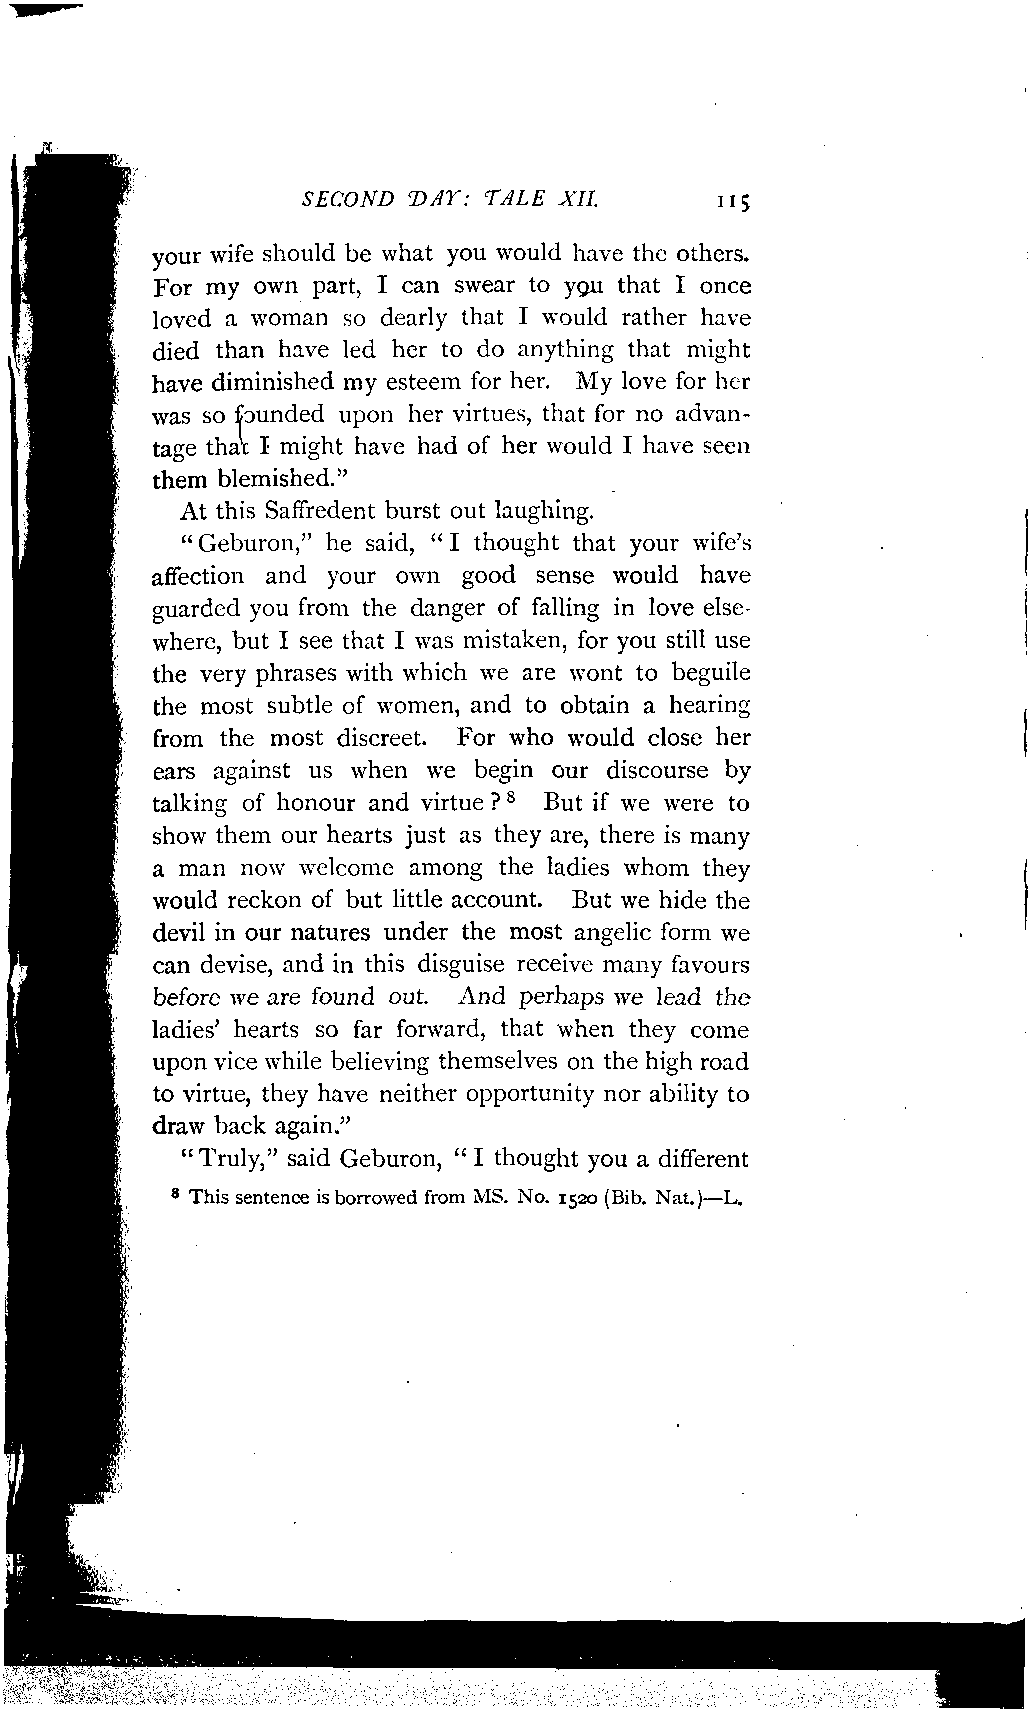 SECOND DAY: TALE XII. 115
your wife should be what you would have the others.
For my own part, I can swear to you that I once
loved a woman so dearly that I would rather have
died than have led her to do anything that might
have diminished my esteem for her. My love for her
was so founded upon her virtues, that for no advan-
tage that I might have had of her would I have seen
them blemished."
At this Saffredent burst out laughing.
"Geburon," he said, "I thought that your wife's
affection and your own good sense would have
guarded you from the danger of falling in love else-
where, but I see that I was mistaken, for you still use
the very phrases with which we are wont to beguile
the most subtle of women, and to obtain a hearing
from the most discreet. For who would close her
ears against us when we begin our discourse by
talking of honour and virtue?⁸ But if we were to
show them our hearts just as they are, there is many
a man now welcome among the ladies whom they
would reckon of but little account. But we hide the
devil in our natures under the most angelic form we
can devise, and in this disguise receive many favours
before we are found out. And perhaps we lead the
ladies' hearts so far forward, that when they come
upon vice while believing themselves on the high road
to virtue, they have neither opportunity nor ability to
draw back again."
"Truly," said Geburon, "I thought you a different
⁸ This sentence is borrowed from MS. No. 1520 (Bib. Nat.)—L.